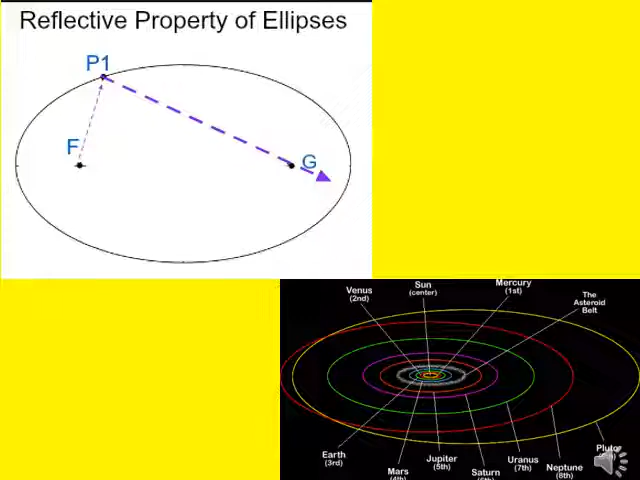 Reflective Property of Ellipses
P1
F
G
Venus
(2nd)
Sun
(center)
Mercury
(1st)
The
Asteroid
Belt
Earth
(3rd)
Mars
(4th)
Jupiter
(5th)
Saturn
(6th)
Uranus
(7th)
Neptune
(8th)
Pluto